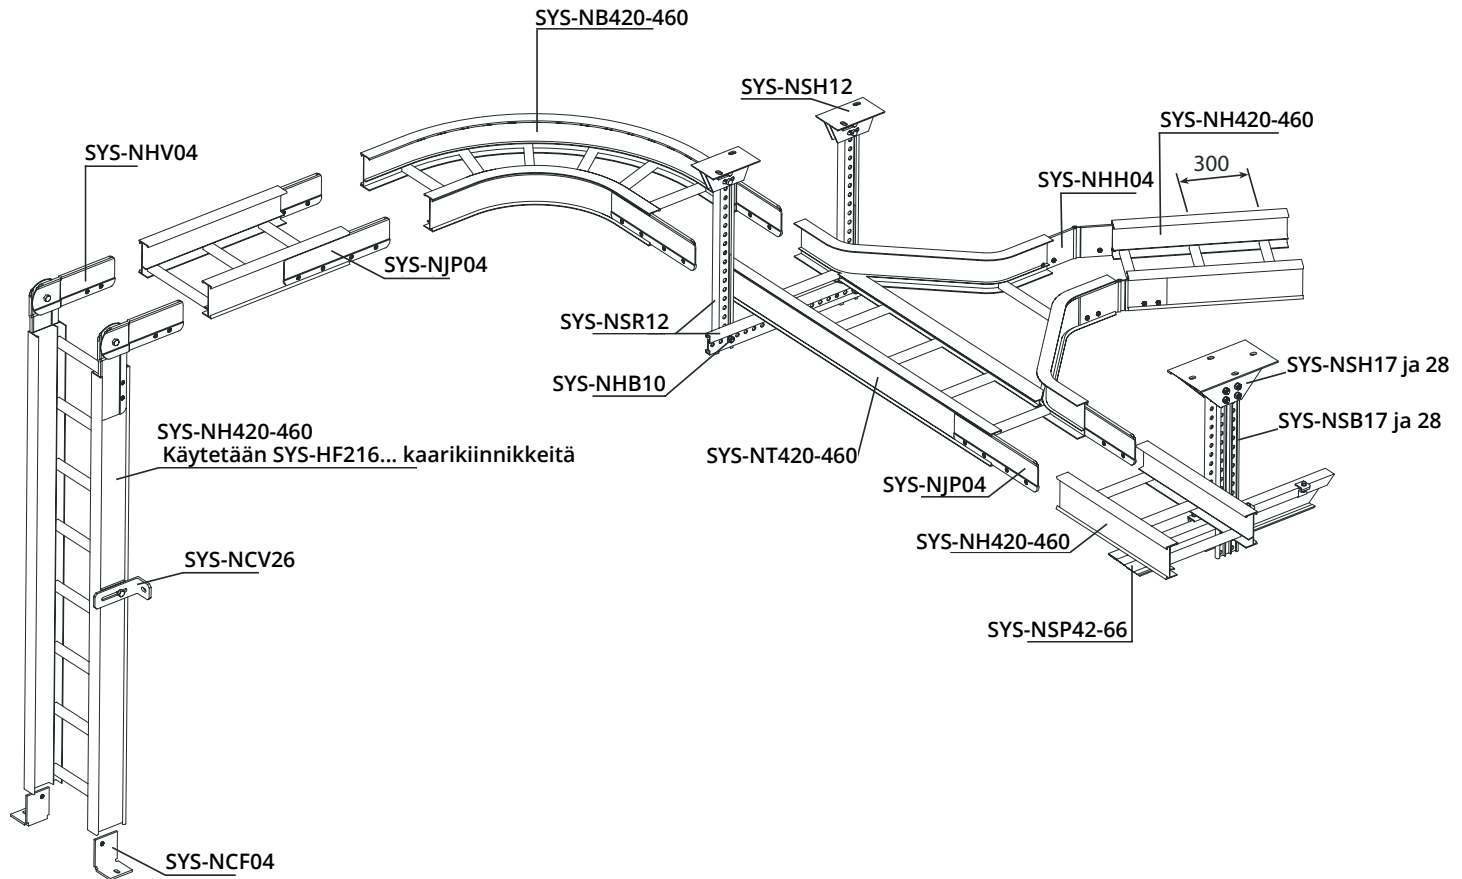 SYS-NB420-460
SYS-NSH12
SYS-NH420-460
SYS-NHV04
300
SYS-NHH04
SYS-NJP04
SYS-NSR12
SYS-NHB10
SYS-NSH17 ja 28
SYS-NSB17 ja 28
SYS-NH420-460
Käytetään SYS-HF216... kaarikiinnikkeitä
SYS-NT420-460
SYS-NJP04
SYS-NH420-460
SYS-NCV26
SYS-NSP42-66
SYS-NCF04